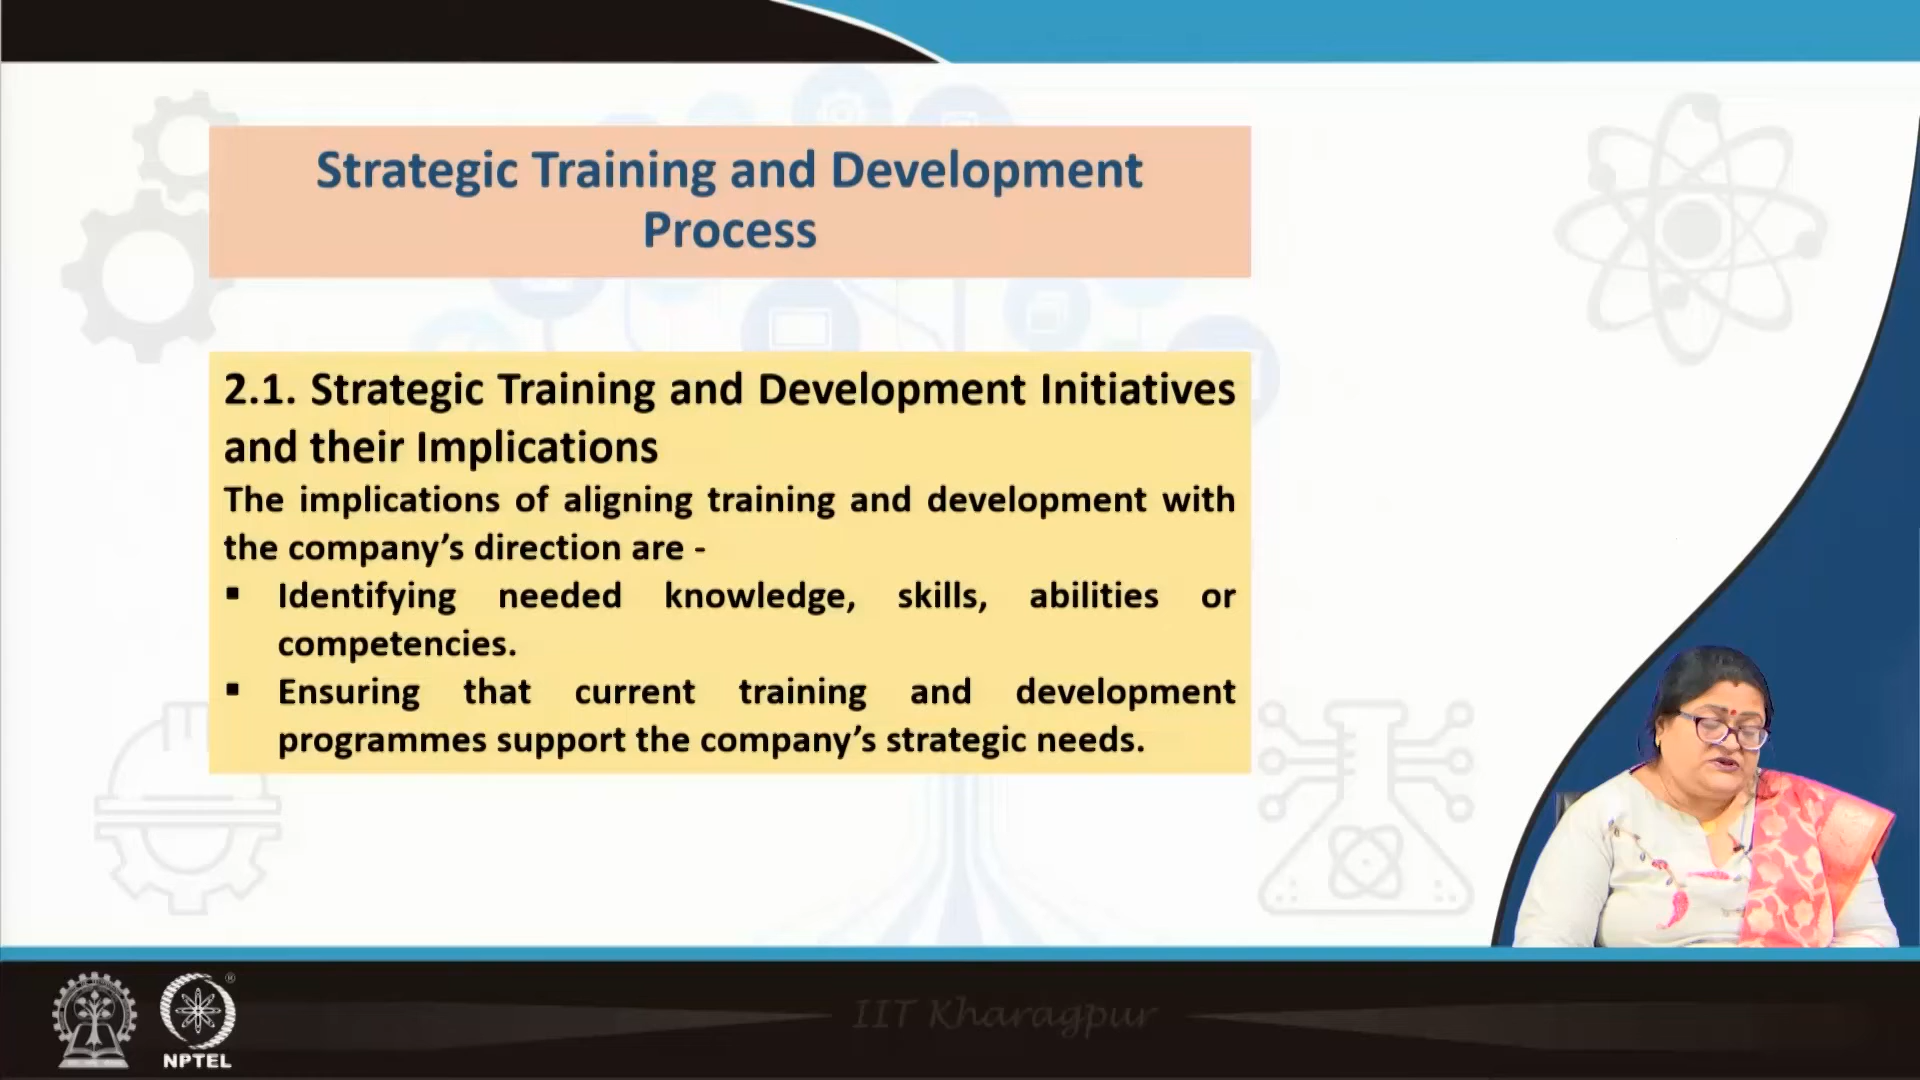 Strategic Training and Development
Process
2.1. Strategic Training and Development Initiatives
and their Implications
The implications of aligning training and development with
the company’s direction are -
▪ Identifying needed knowledge, skills, abilities or
competencies.
▪ Ensuring that current training and development
programmes support the company’s strategic needs.
IIT Kharagpur
®
NPTEL